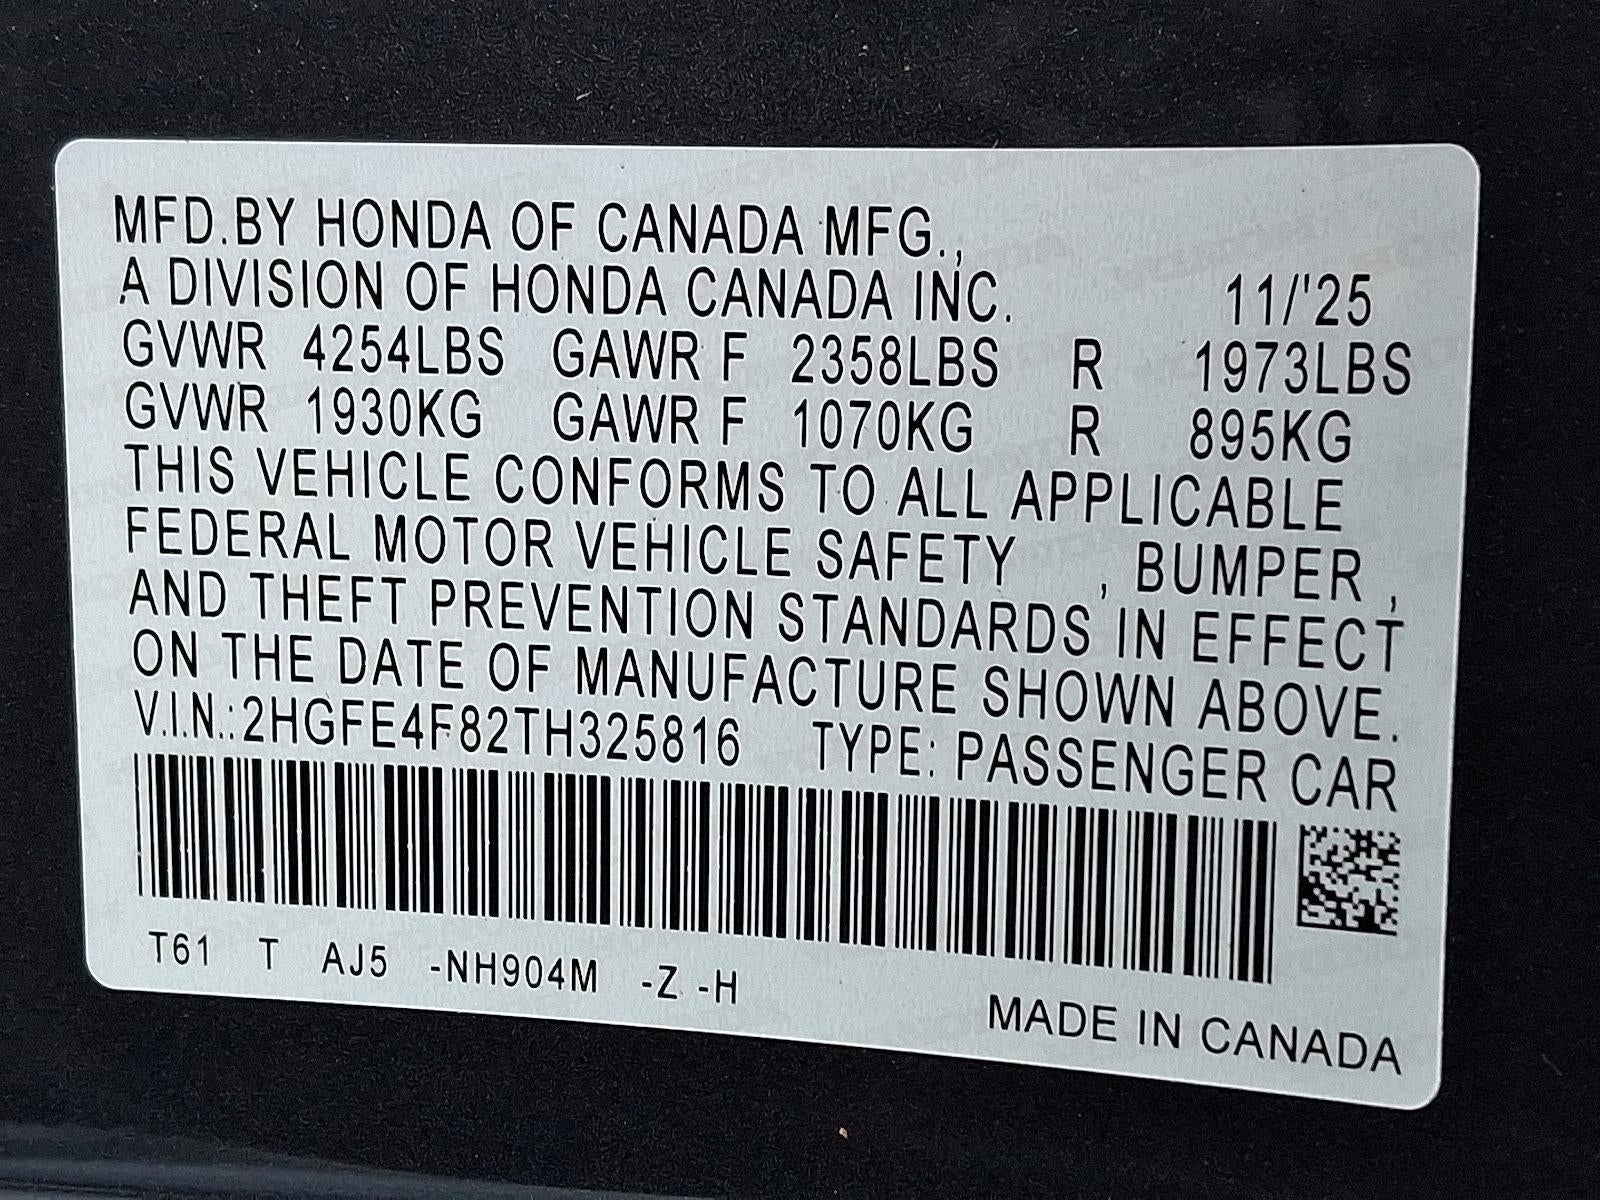 MFD.BY HONDA OF CANADA MFG.,
A DIVISION OF HONDA CANADA INC. 11/'25
GVWR 4254LBS GAWR F 2358LBS R 1973LBS
GVWR 1930KG GAWR F 1070KG R 895KG
THIS VEHICLE CONFORMS TO ALL APPLICABLE
FEDERAL MOTOR VEHICLE SAFETY , BUMPER ,
AND THEFT PREVENTION STANDARDS IN EFFECT
ON THE DATE OF MANUFACTURE SHOWN ABOVE.
V.I.N.:2HGFE4F82TH325816 TYPE: PASSENGER CAR
T61 T AJ5 -NH904M -Z -H
MADE IN CANADA